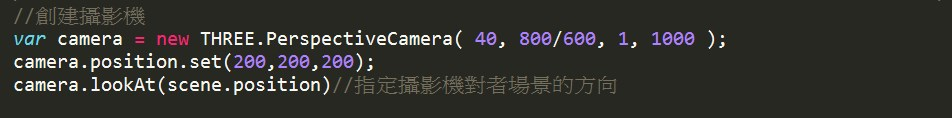 //創建攝影機
var camera = new THREE.PerspectiveCamera( 40, 800/600, 1, 1000 );
camera.position.set(200,200,200);
camera.lookAt(scene.position)//指定攝影機對者場景的方向